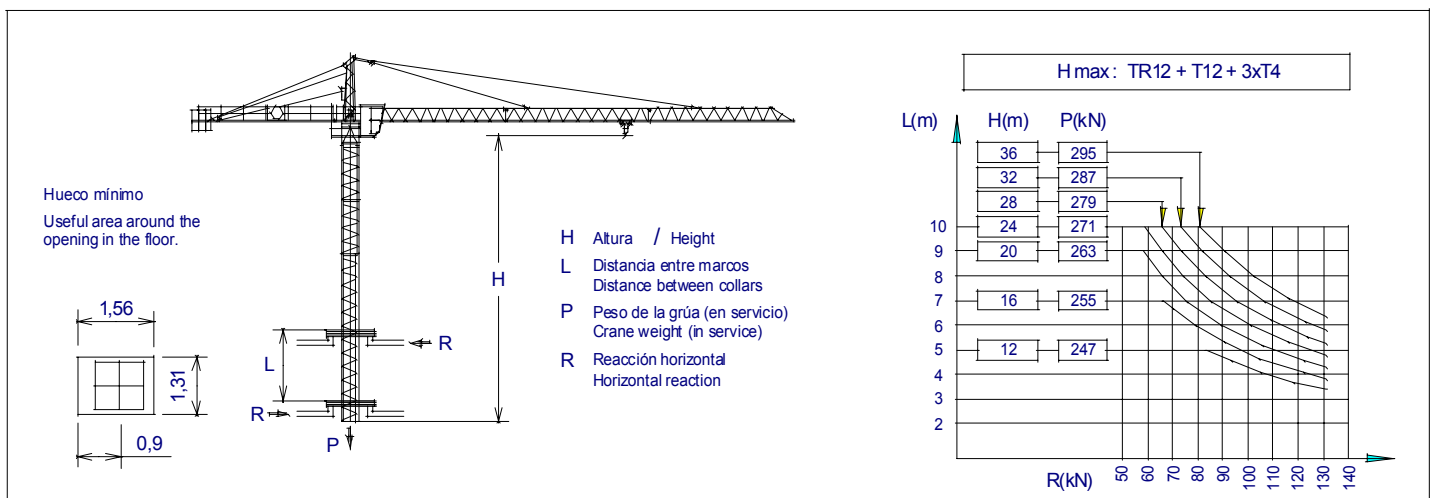 Hueco mínimo
Useful area around the
opening in the floor.
1,56
1,31
0,9
H
L
R
R
P
H Altura / Height
L Distancia entre marcos
Distance between collars
P Peso de la grúa (en servicio)
Crane weight (in service)
R Reacción horizontal
Horizontal reaction
H max: TR12 + T12 + 3xT4
L(m) H(m) P(kN)
36 295
32 287
28 279
10 24 271
9 20 263
8
7 16 255
6
5 12 247
4
3
2
R(kN) 50 60 70 80 90 100 110 120 130 140